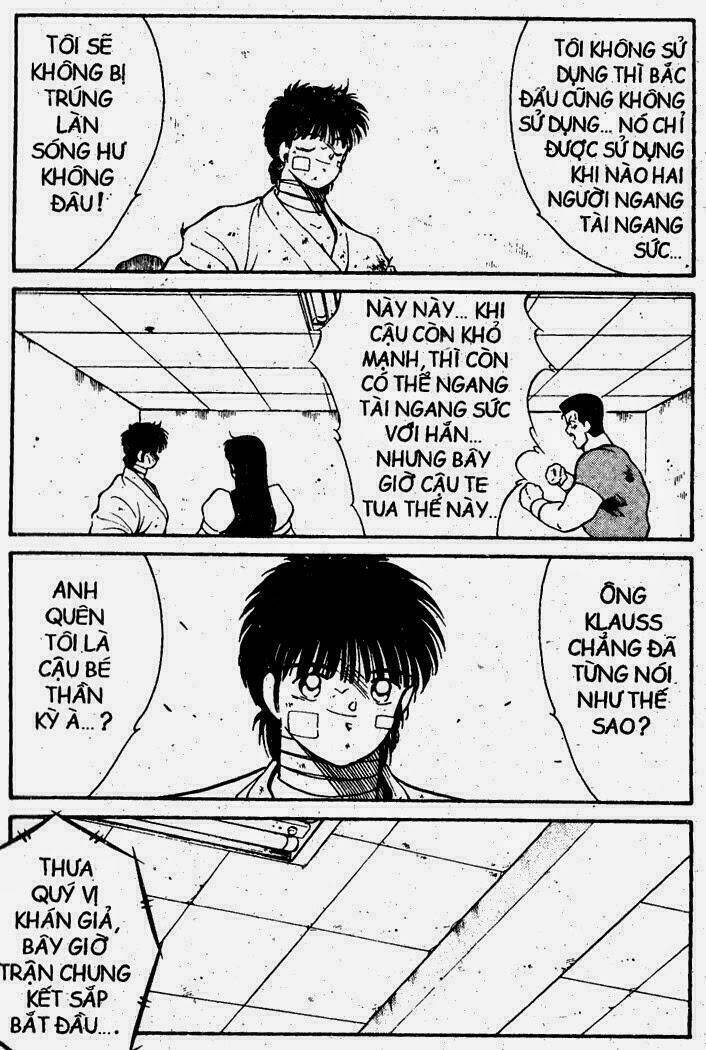 TÔI KHÔNG SỬ
DỤNG THÌ BẮC
ĐẨU CŨNG KHÔNG
SỬ DỤNG... NÓ CHỈ
ĐƯỢC SỬ DỤNG
KHI NÀO HAI
NGƯỜI NGANG
TÀI NGANG
SỨC...
TÔI SẼ
KHÔNG BỊ
TRÚNG
LÀN
SÓNG HƯ
KHÔNG
ĐÂU!
NÀY NÀY... KHI
CẬU CÒN KHỎ
MẠNH, THÌ CÒN
CÓ THỂ NGANG
TÀI NGANG SỨC
VỚI HẮN...
NHƯNG BÂY
GIỜ CẬU TE
TUA THẾ NÀY..
ÔNG
KLAUSS
CHẲNG ĐÃ
TỪNG NÓI
NHƯ THẾ
SAO?
ANH
QUÊN
TÔI LÀ
CẬU BÉ
THẦN
KỲ À...?
THƯA
QUÝ VỊ
KHÁN GIẢ,
BÂY GIỜ
TRẬN CHUNG
KẾT SẮP
BẮT ĐẦU....